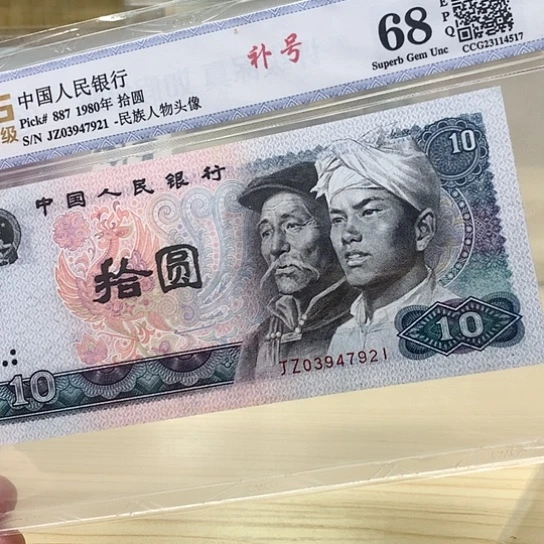 级
中国人民银行
Pick# 887 1980年 拾圆
S/N JZ03947921 -民族人物头像
补号
68
EPQ
Superb Gem Unc
CCG23114517
中国人民银行
10
拾圆
JZ03947921
10
10